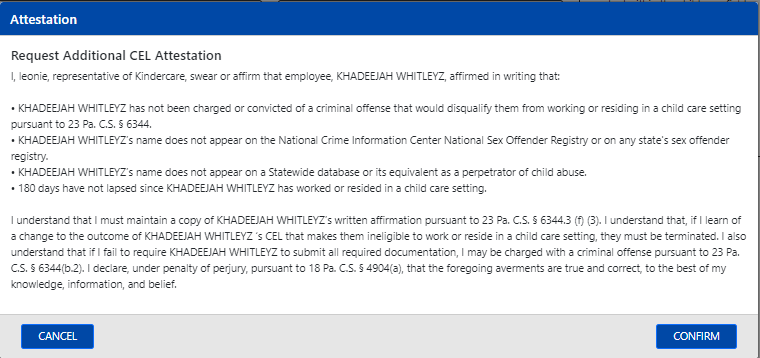 Attestation
Request Additional CEL Attestation
I, leonie, representative of Kindercare, swear or affirm that employee, KHADEEJAH WHITLEYZ, affirmed in writing that:
• KHADEEJAH WHITLEYZ has not been charged or convicted of a criminal offense that would disqualify them from working or residing in a child care setting
pursuant to 23 Pa. C.S. § 6344.
• KHADEEJAH WHITLEYZ's name does not appear on the National Crime Information Center National Sex Offender Registry or on any state's sex offender
registry.
• KHADEEJAH WHITLEYZ's name does not appear on a Statewide database or its equivalent as a perpetrator of child abuse.
• 180 days have not lapsed since KHADEEJAH WHITLEYZ has worked or resided in a child care setting.
I understand that I must maintain a copy of KHADEEJAH WHITLEYZ's written affirmation pursuant to 23 Pa. C.S. § 6344.3 (f) (3). I understand that, if I learn of
a change to the outcome of KHADEEJAH WHITLEYZ 's CEL that makes them ineligible to work or reside in a child care setting, they must be terminated. I also
understand that if I fail to require KHADEEJAH WHITLEYZ to submit all required documentation, I may be charged with a criminal offense pursuant to 23 Pa.
C.S. § 6344(b.2). I declare, under penalty of perjury, pursuant to 18 Pa. C.S. § 4904(a), that the foregoing averments are true and correct, to the best of my
knowledge, information, and belief.
CANCEL
CONFIRM